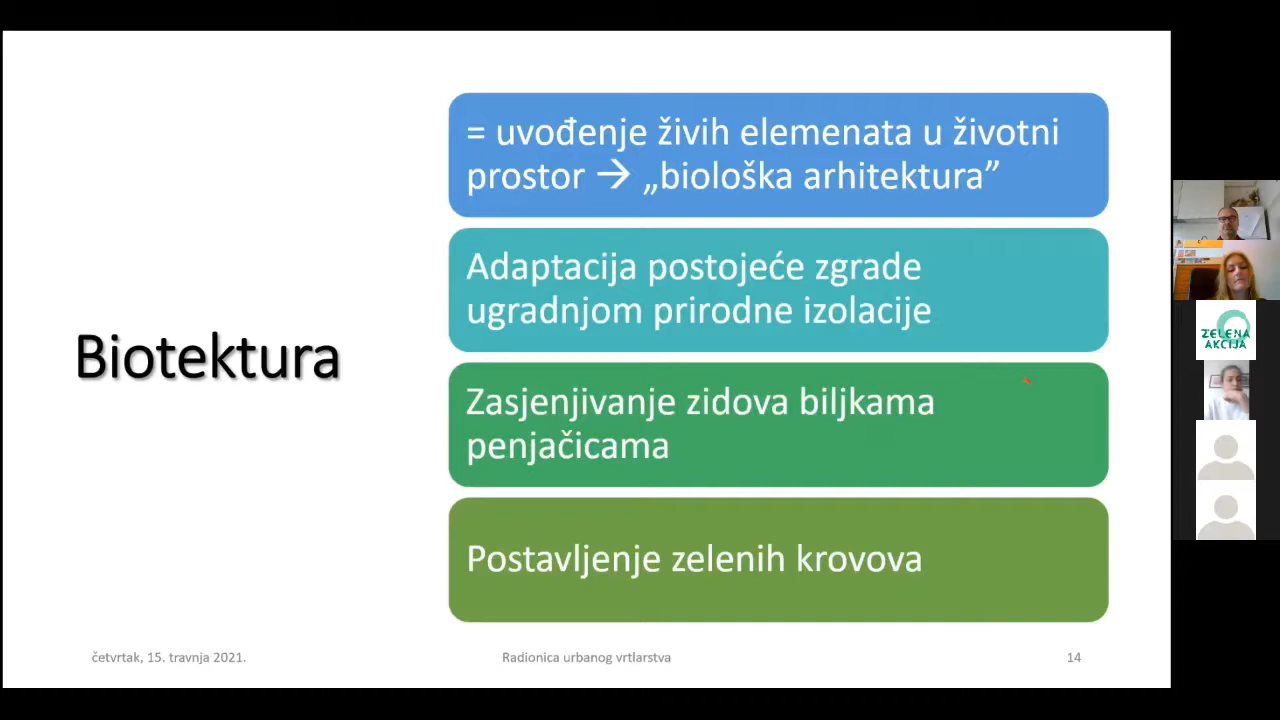 Biotektura
= uvođenje živih elemenata u životni
prostor → „biološka arhitektura”
Adaptacija postojeće zgrade
ugradnjom prirodne izolacije
Zasjenjivanje zidova biljkama
penjačicama
Postavljenje zelenih krovova
četvrtak, 15. travnja 2021.
Radionica urbanog vrtlarstva
14
ZELENA
AKCIJA